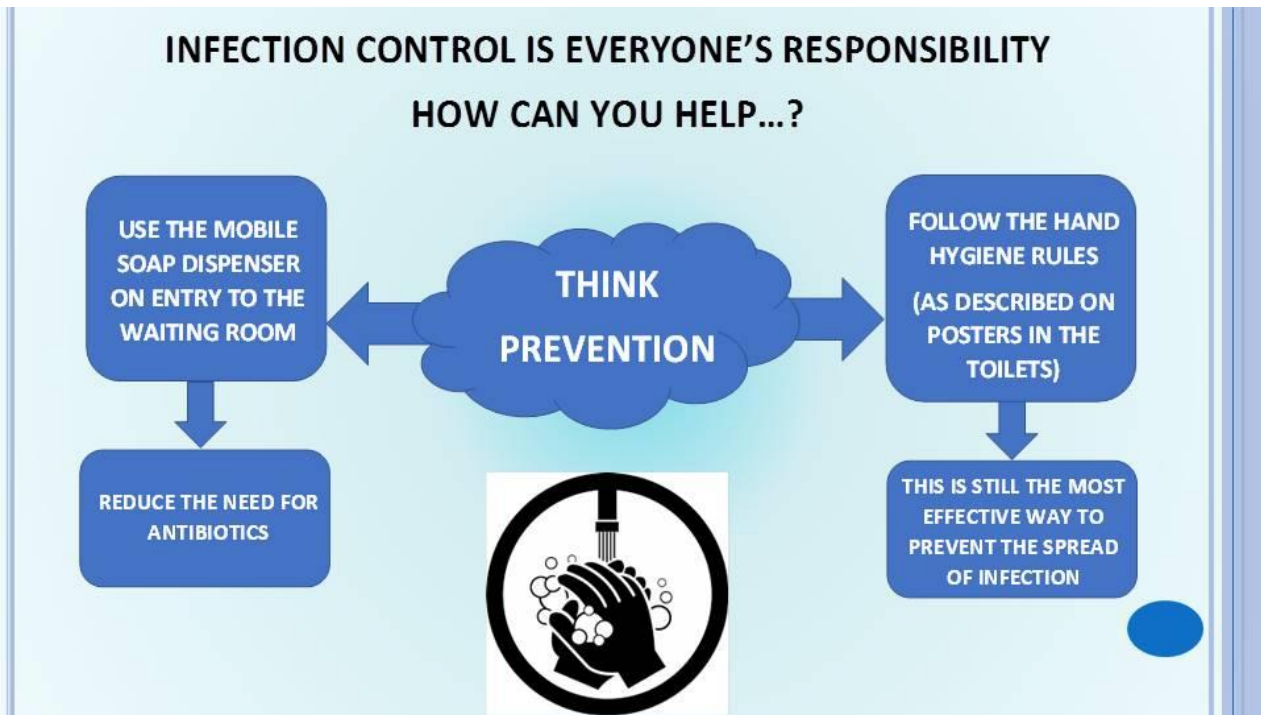 INFECTION CONTROL IS EVERYONE'S RESPONSIBILITY
HOW CAN YOU HELP...?
USE THE MOBILE
SOAP DISPENSER
ON ENTRY TO THE
WAITING ROOM
REDUCE THE NEED FOR
ANTIBIOTICS
THINK
PREVENTION
FOLLOW THE HAND
HYGIENE RULES
(AS DESCRIBED ON
POSTERS IN THE
TOILETS)
THIS IS STILL THE MOST
EFFECTIVE WAY TO
PREVENT THE SPREAD
OF INFECTION